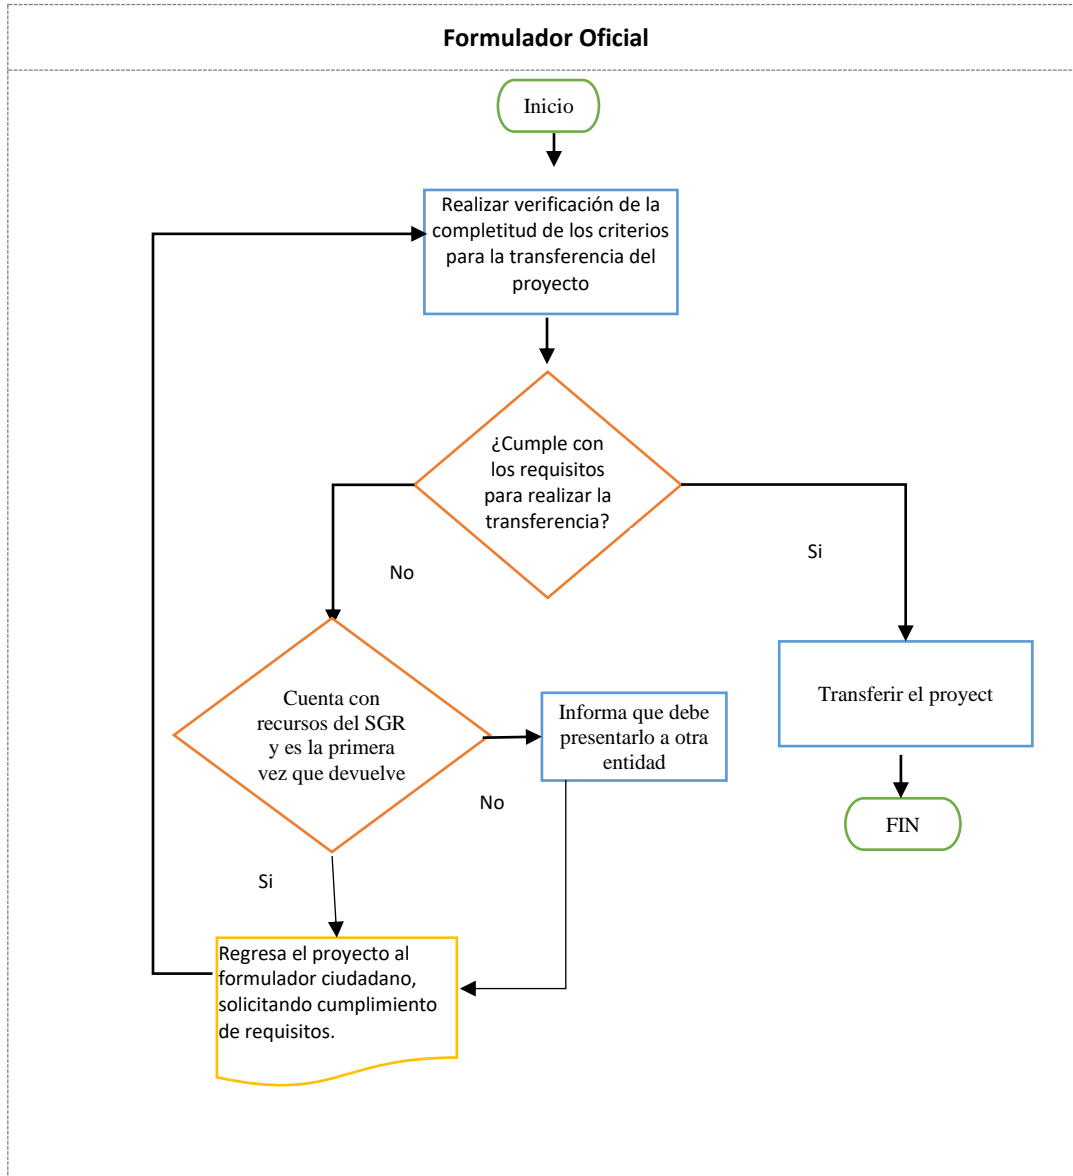 Formulador Oficial
Inicio
Realizar verificación de la
completitud de los criterios
para la transferencia del
proyecto
¿Cumple con
los requisitos
para realizar la
transferencia?
Si
No
Cuenta con
recursos del SGR
y es la primera
vez que devuelve
Informa que debe
presentarlo a otra
entidad
Transferir el proyect
No
FIN
Si
Regresa el proyecto al
formulador ciudadano,
solicitando cumplimiento
de requisitos.